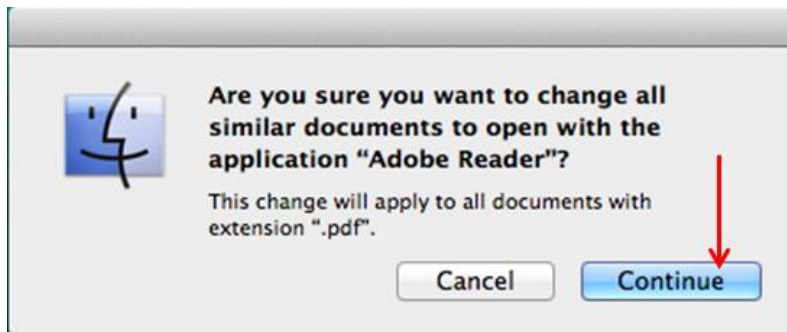 Are you sure you want to change all
similar documents to open with the
application “Adobe Reader”?
This change will apply to all documents with
extension “.pdf”.
Cancel Continue